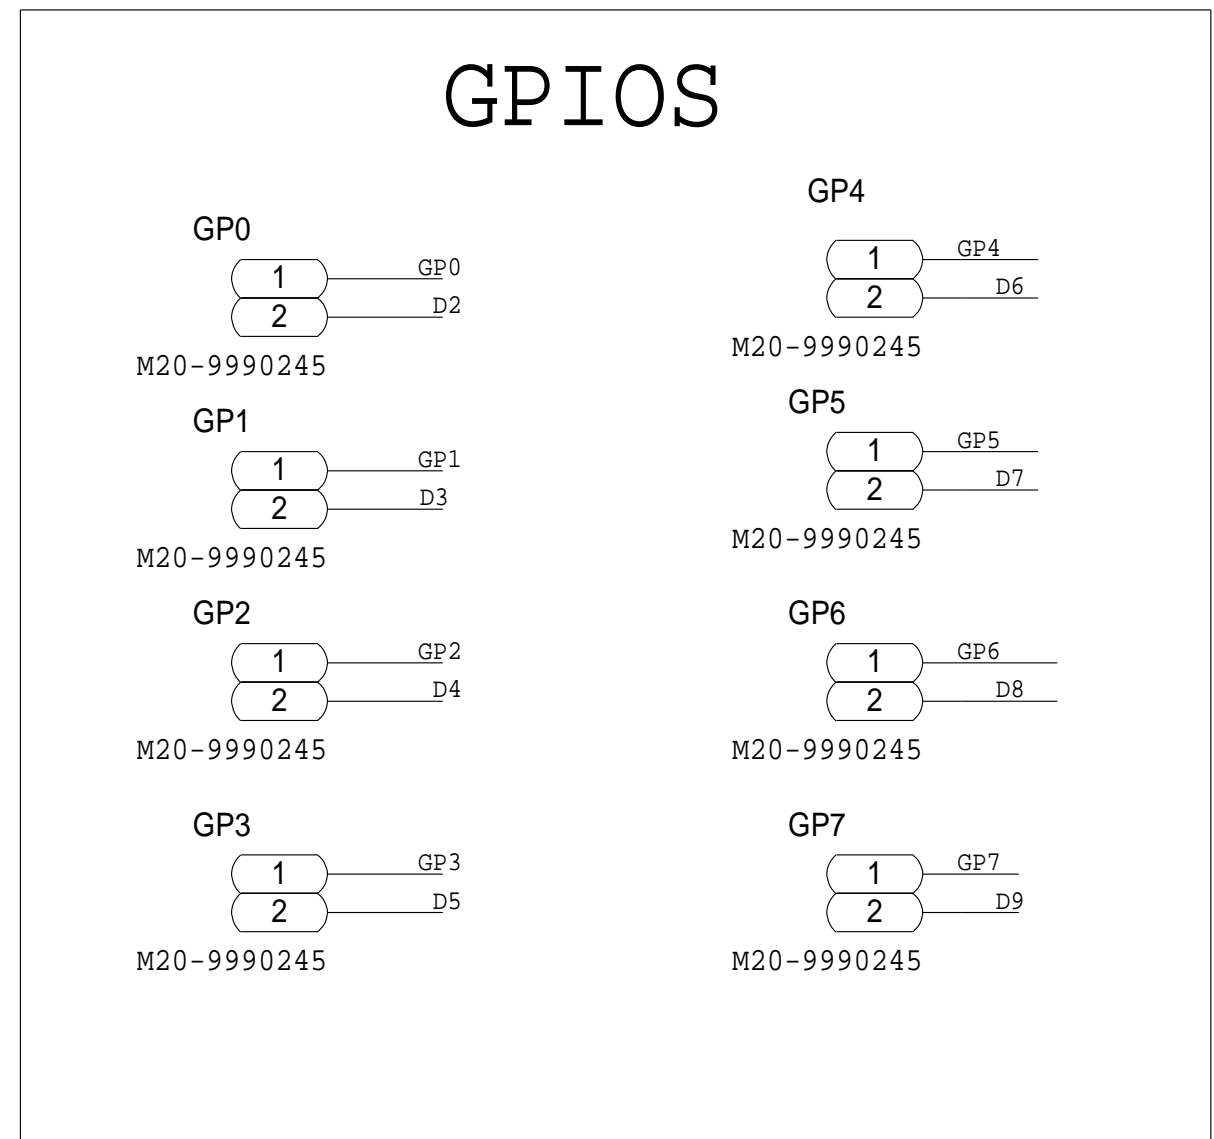 GPIOS
GP0
1 GP0
2 D2
M20-9990245
GP1
1 GP1
2 D3
M20-9990245
GP2
1 GP2
2 D4
M20-9990245
GP3
1 GP3
2 D5
M20-9990245
GP4
1 GP4
2 D6
M20-9990245
GP5
1 GP5
2 D7
M20-9990245
GP6
1 GP6
2 D8
M20-9990245
GP7
1 GP7
2 D9
M20-9990245